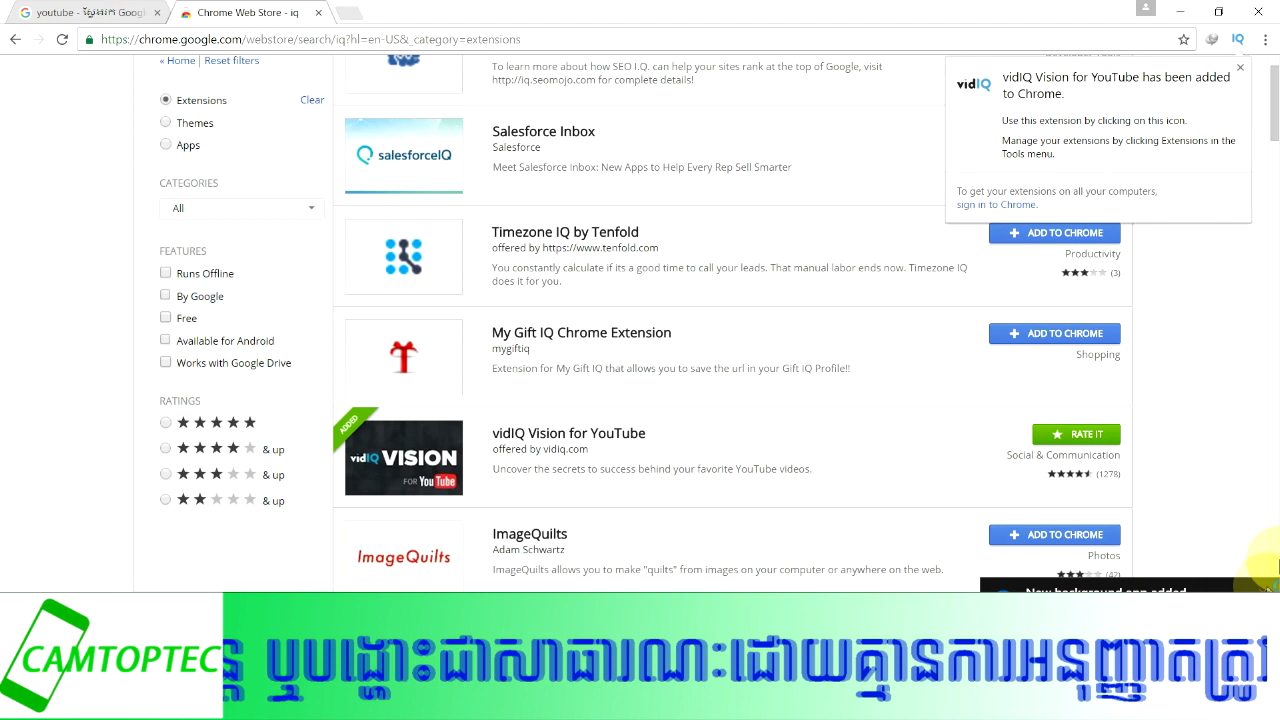 youtube - ស្វែងរក Googl
Chrome Web Store - iq
https://chrome.google.com/webstore/search/iq?hl=en-US&_category=extensions
IQ
« Home | Reset filters
Extensions
Clear
Themes
Apps
CATEGORIES
All
FEATURES
Runs Offline
By Google
Free
Available for Android
Works with Google Drive
RATINGS
& up
& up
& up
To learn more about how SEO I.Q. can help your sites rank at the top of Google, visit
http://iq.seomojo.com for complete details!
salesforceIQ
Salesforce Inbox
Salesforce
Meet Salesforce Inbox: New Apps to Help Every Rep Sell Smarter
Timezone IQ by Tenfold
offered by https://www.tenfold.com
You constantly calculate if its a good time to call your leads. That manual labor ends now. Timezone IQ
does it for you.
ADD TO CHROME
Productivity
(3)
My Gift IQ Chrome Extension
mygiftiq
Extension for My Gift IQ that allows you to save the url in your Gift IQ Profile!!
ADD TO CHROME
Shopping
ADDED
vidIQ VISION
FOR YouTube
vidIQ Vision for YouTube
offered by vidiq.com
Uncover the secrets to success behind your favorite YouTube videos.
RATE IT
Social & Communication
(1278)
ImageQuilts
ImageQuilts
Adam Schwartz
ImageQuilts allows you to make "quilts" from images on your computer or anywhere on the web.
ADD TO CHROME
Photos
(42)
vidIQ
vidIQ Vision for YouTube has been added
to Chrome.
Use this extension by clicking on this icon.
Manage your extensions by clicking Extensions in the
Tools menu.
To get your extensions on all your computers,
sign in to Chrome.
New background app added
CAMTOPTEC
ឬបង្ហោះជាសាធារណៈដោយគ្មានការអនុញ្ញាតត្រូវ